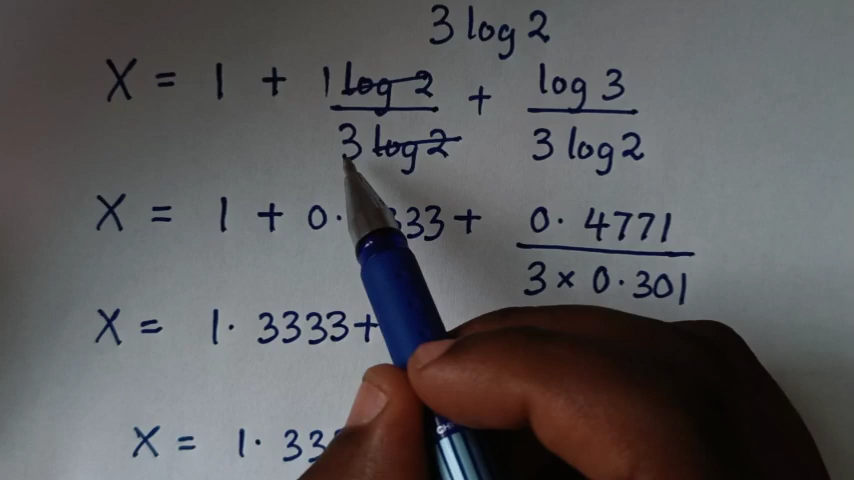 3 log 2
X = 1 + 1 log 2 / 3 log 2 + log 3 / 3 log 2
X = 1 + 0. 333 + 0. 4771 / 3 × 0.301
X = 1. 3333+
X = 1. 33